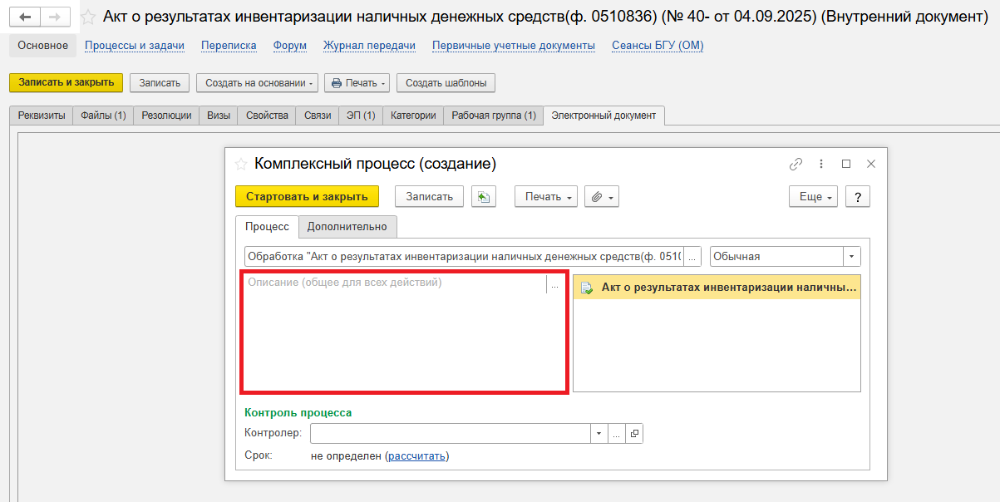 Акт о результатах инвентаризации наличных денежных средств(ф. 0510836) (№ 40- от 04.09.2025) (Внутренний документ)
Основное Процессы и задачи Переписка Форум Журнал передачи Первичные учетные документы Сеансы БГУ (ОМ)
Записать и закрыть Записать Создать на основании Печать Создать шаблоны
Реквизиты Файлы (1) Резолюции Визы Свойства Связи ЭП (1) Категории Рабочая группа (1) Электронный документ
Комплексный процесс (создание)
Стартовать и закрыть Записать Печать Еще ?
Процесс Дополнительно
Обработка "Акт о результатах инвентаризации наличных денежных средств(ф. 0510 ... Обычная
Описание (общее для всех действий) ... Акт о результатах инвентаризации наличны...
Контроль процесса
Контролер: ...
Срок: не определен (рассчитать)